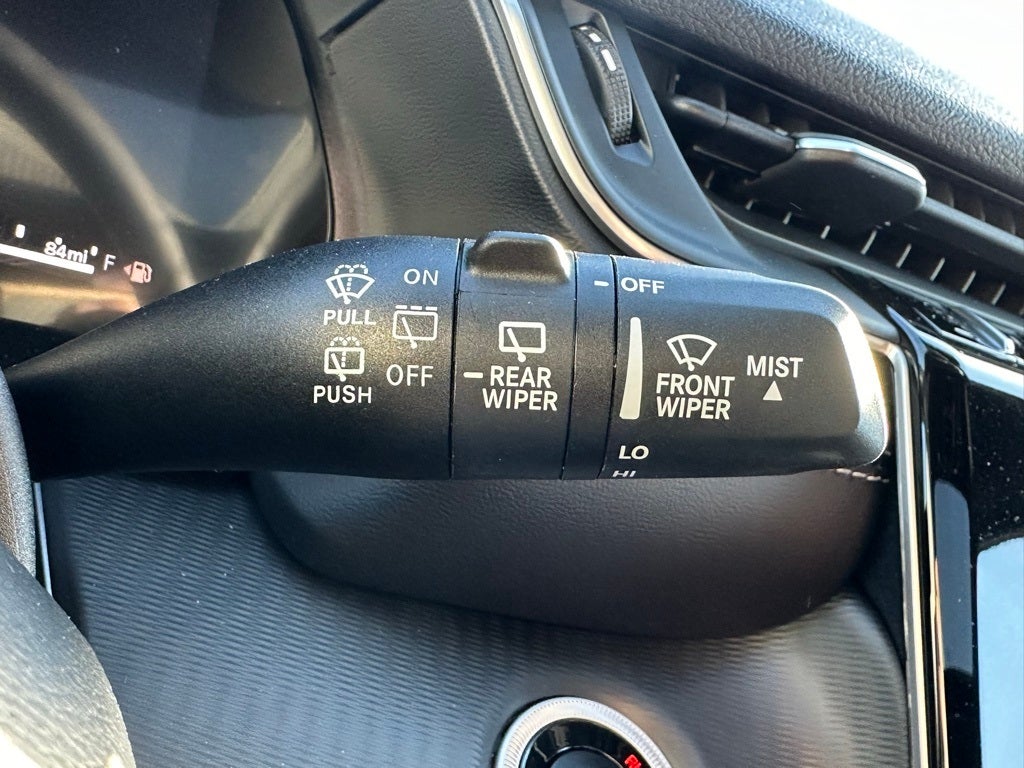 84mi F
PULL
PUSH
ON
OFF
REAR
WIPER
OFF
LO
HI
FRONT
WIPER
MIST